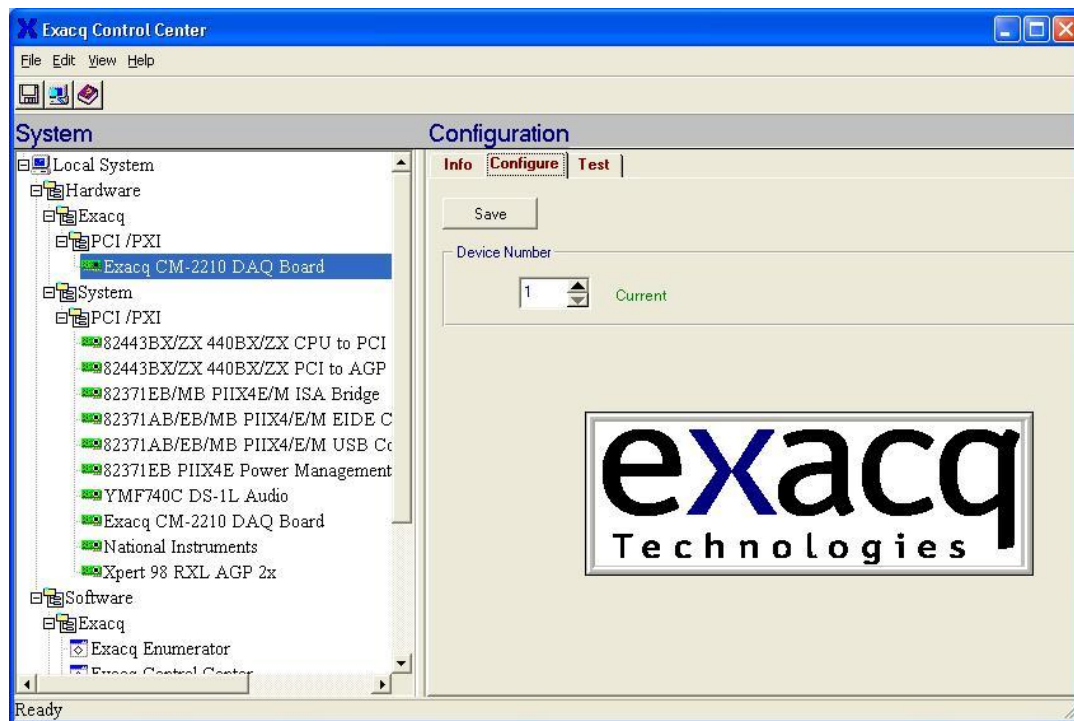 Exacq Control Center
File Edit View Help
System
Configuration
Local System
Hardware
Exacq
PCI /PXI
Exacq CM-2210 DAQ Board
System
PCI /PXI
82443BX/ZX 440BX/ZX CPU to PCI
82443BX/ZX 440BX/ZX PCI to AGP
82371EB/MB PIIX4E/M ISA Bridge
82371AB/EB/MB PIIX4/E/M EIDE C
82371AB/EB/MB PIIX4/E/M USB Co
82371EB PIIX4E Power Management
YMF740C DS-1L Audio
Exacq CM-2210 DAQ Board
National Instruments
Xpert 98 RXL AGP 2x
Software
Exacq
Exacq Enumerator
Exacq Control Center
Info Configure Test
Save
Device Number
1 Current
exacq
Technologies
Ready